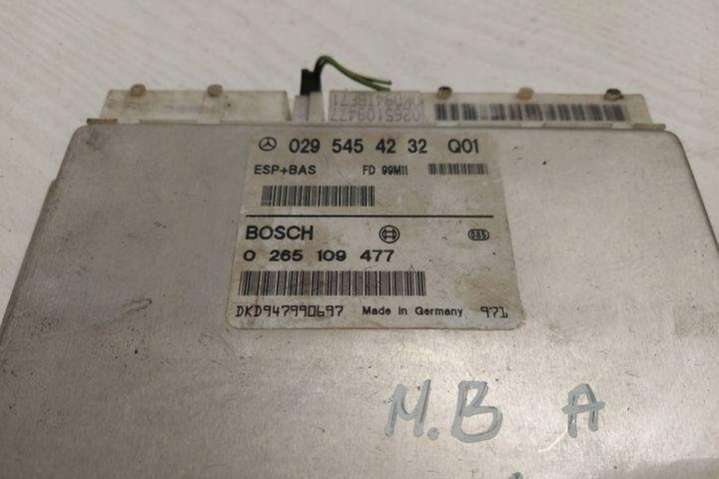 0265109477
029 545 42 32 Q01
ESP+BAS FD 99M11
BOSCH
0 265 109 477
DKD947990697 Made in Germany 971
M.B A